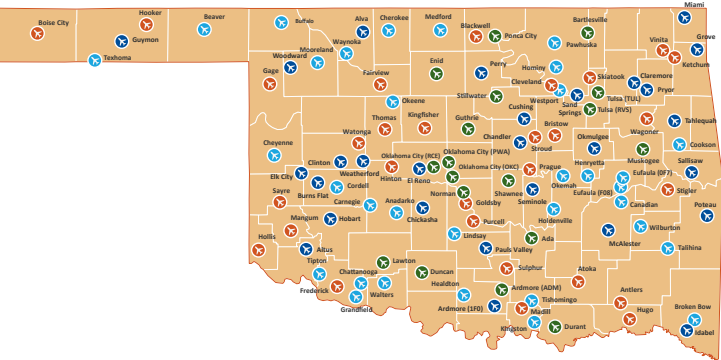 Boise City
Hooker
Guymon
Texhoma
Beaver
Buffalo
Alva
Cherokee
Medford
Blackwell
Ponca City
Bartlesville
Pawhuska
Miami
Vinita
Grove
Ketchum
Waynoka
Mooreland
Woodward
Gage
Fairview
Enid
Perry
Hominy
Cleveland
Skiatook
Claremore
Pryor
Okeene
Stillwater
Westport
Sand
Springs
Tulsa (TUL)
Tulsa (RVS)
Cushing
Thomas
Kingfisher
Guthrie
Chandler
Bristow
Stroud
Okmulgee
Wagoner
Tahlequah
Cookson
Cheyenne
Watonga
Clinton
Weatherford
Oklahoma City (RCE)
Oklahoma City (PWA)
Oklahoma City (OKC)
Hinton
El Reno
Prague
Henryetta
Muskogee
Eufaula (0F7)
Sallisaw
Elk City
Burns Flat
Cordell
Norman
Shawnee
Seminole
Okemah
Eufaula (F08)
Stigler
Sayre
Carnegie
Anadarko
Goldsby
Chickasha
Holdenville
Canadian
Poteau
Mangum
Hobart
Purcell
Lindsay
Pauls Valley
Ada
McAlester
Wilburton
Talihina
Hollis
Altus
Tipton
Lawton
Chattanooga
Duncan
Sulphur
Atoka
Frederick
Grandfield
Walters
Healdton
Ardmore (ADM)
Ardmore (1F0)
Tishomingo
Madill
Kingston
Durant
Antlers
Hugo
Broken Bow
Idabel